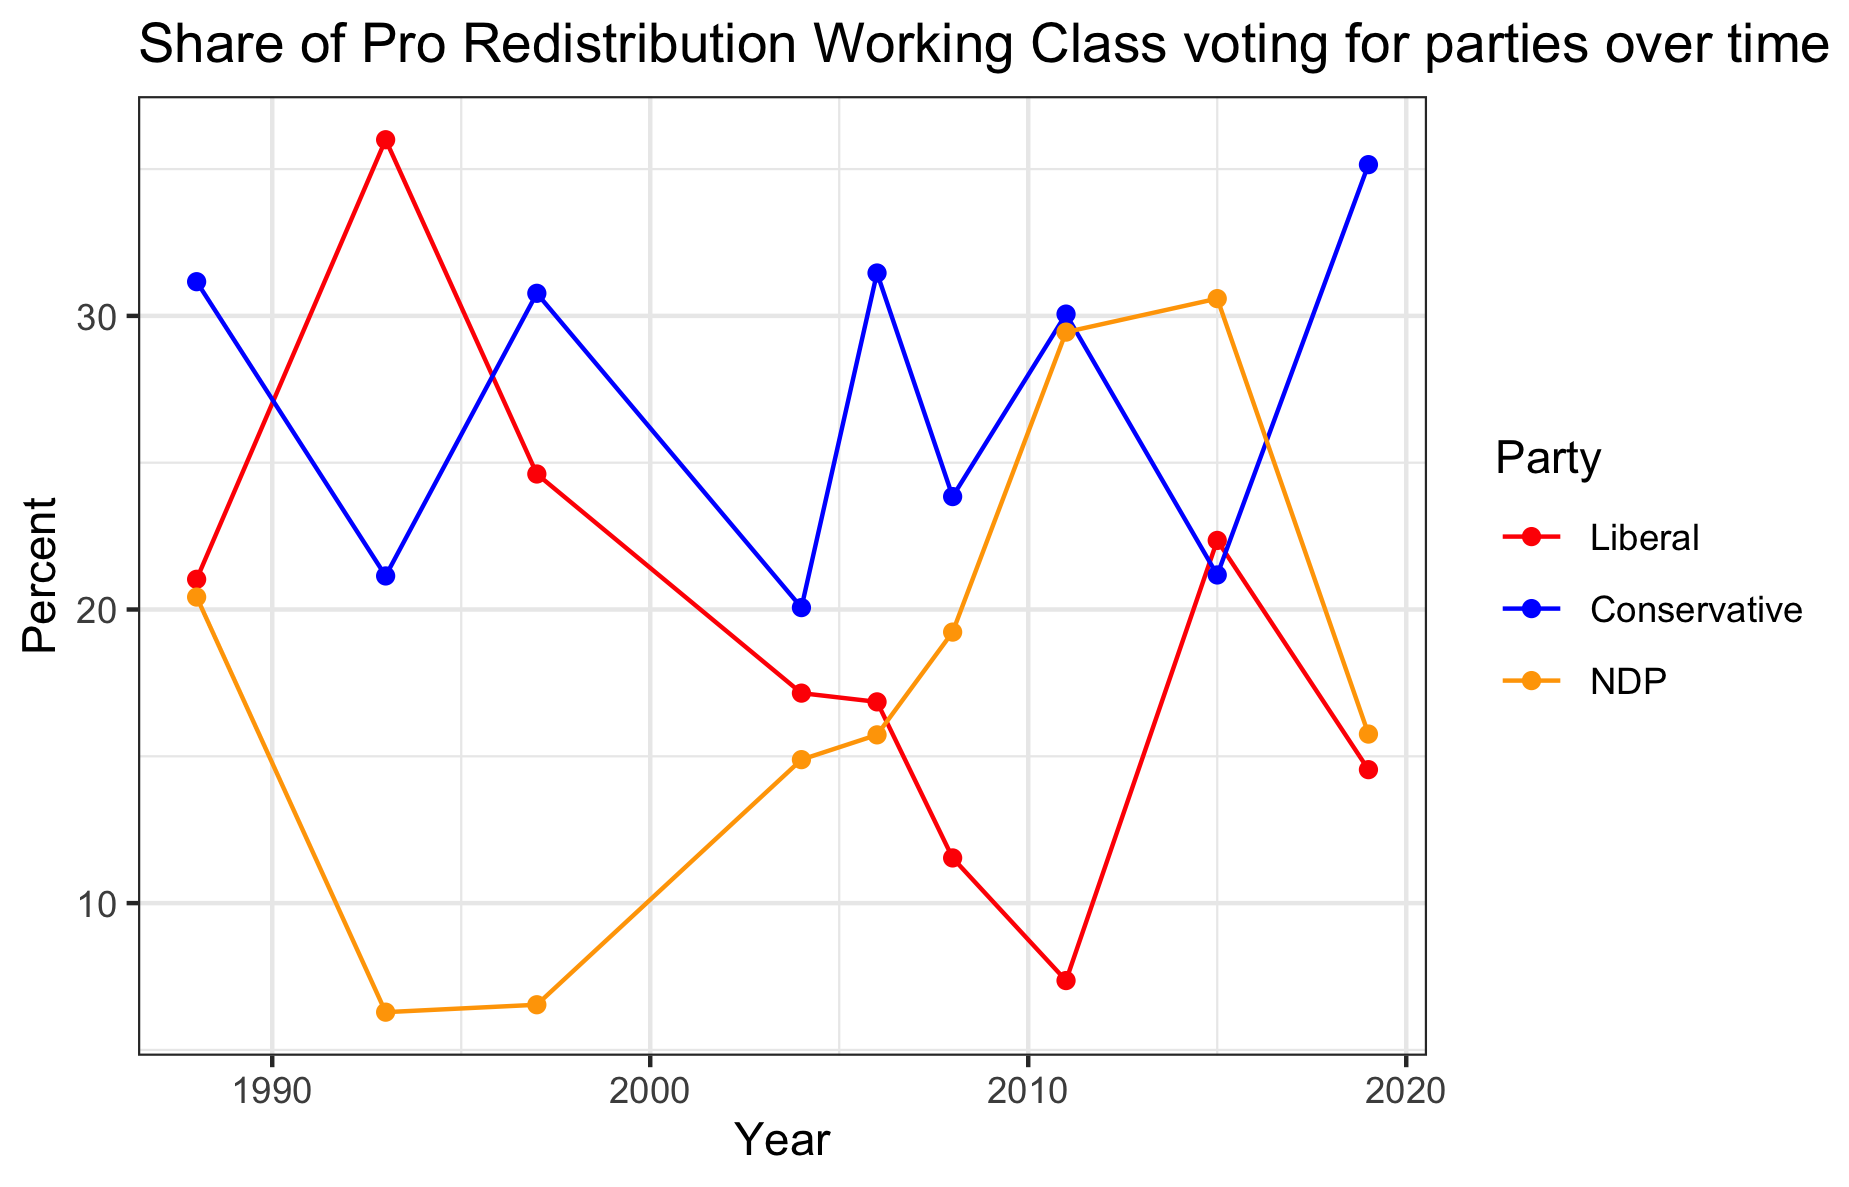 Share of Pro Redistribution Working Class voting for parties over time
Percent
30
20
10
1990
2000
2010
2020
Year
Party
Liberal
Conservative
NDP